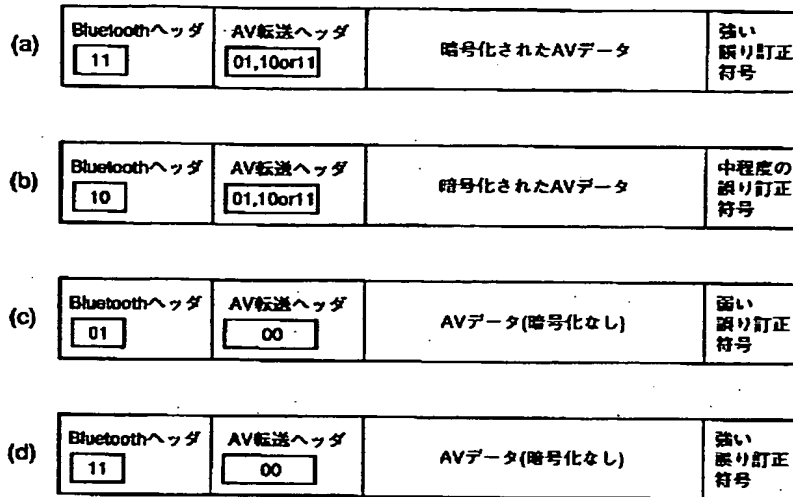 (a)
Bluetoothヘッダ
11
AV転送ヘッダ
01,10or11
暗号化されたAVデータ
強い
誤り訂正
符号
(b)
Bluetoothヘッダ
10
AV転送ヘッダ
01,10or11
暗号化されたAVデータ
中程度の
誤り訂正
符号
(c)
Bluetoothヘッダ
01
AV転送ヘッダ
00
AVデータ(暗号化なし)
弱い
誤り訂正
符号
(d)
Bluetoothヘッダ
11
AV転送ヘッダ
00
AVデータ(暗号化なし)
強い
誤り訂正
符号